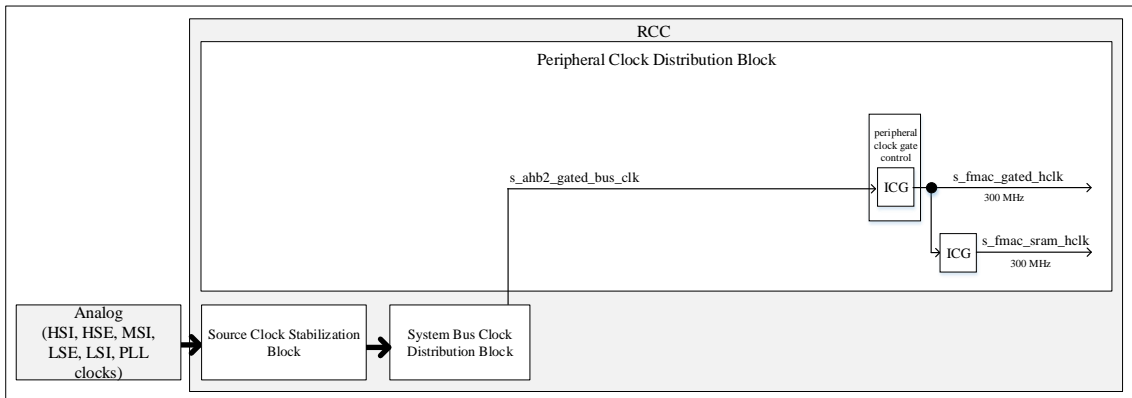 RCC
Peripheral Clock Distribution Block
peripheral
clock gate
control
s_ahb2_gated_bus_clk
ICG
s_fmac_gated_hclk
300 MHz
ICG
s_fmac_sram_hclk
300 MHz
Analog
(HSI, HSE, MSI,
LSE, LSI, PLL
clocks)
Source Clock Stabilization
Block
System Bus Clock
Distribution Block